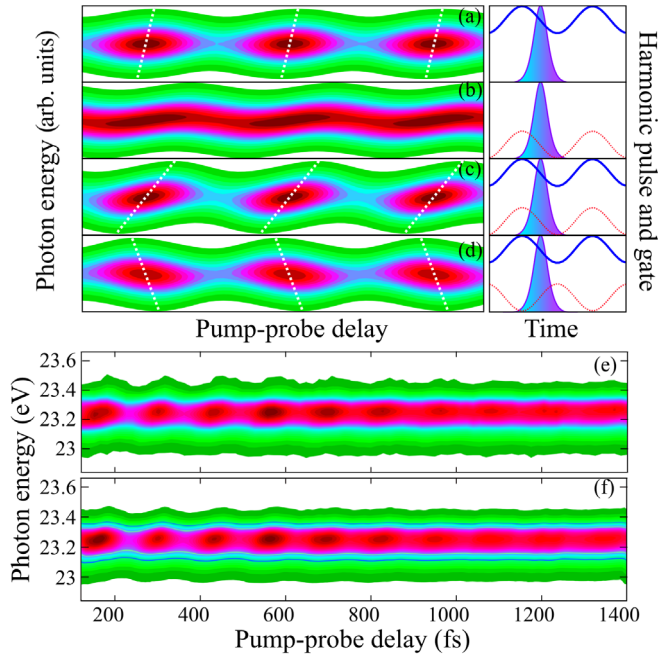 (a)
(b)
(c)
(d)
Photon energy (arb. units)
Harmonic pulse and gate
Pump-probe delay
Time
23.6
23.4
23.2
23
(e)
23.6
23.4
23.2
23
(f)
Photon energy (eV)
200 400 600 800 1000 1200 1400
Pump-probe delay (fs)